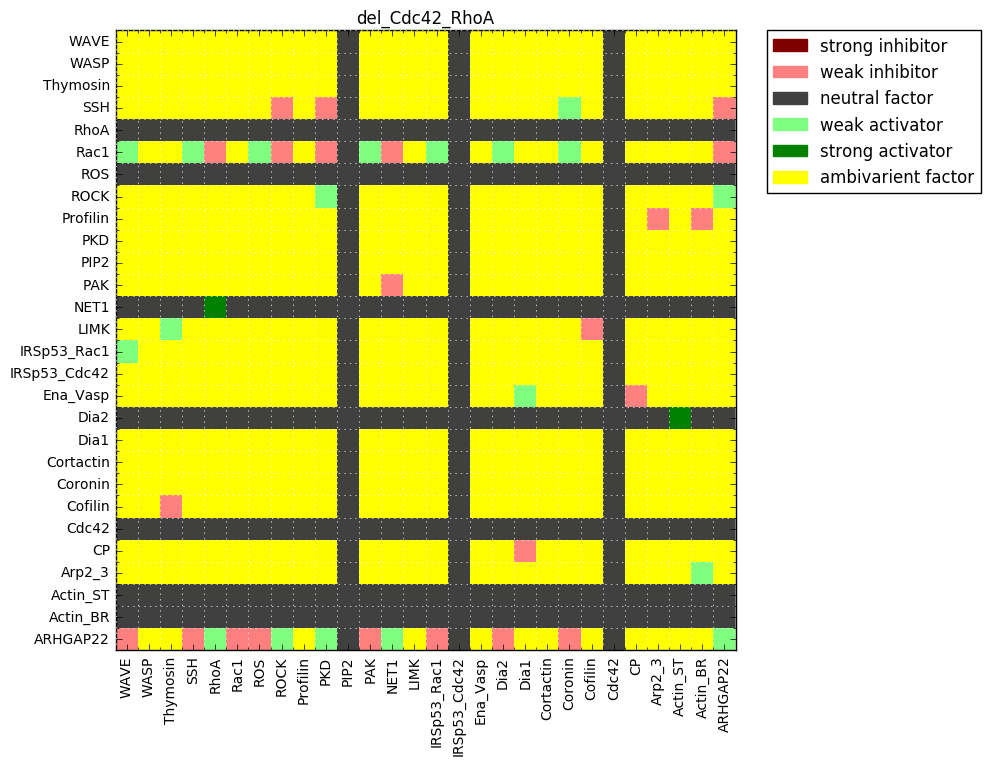 del_Cdc42_RhoA
WAVE
WASP
Thymosin
SSH
RhoA
Rac1
ROS
ROCK
Profilin
PKD
PIP2
PAK
NET1
LIMK
IRSp53_Rac1
IRSp53_Cdc42
Ena_Vasp
Dia2
Dia1
Cortactin
Coronin
Cofilin
Cdc42
CP
Arp2_3
Actin_ST
Actin_BR
ARHGAP22
WAVE
WASP
Thymosin
SSH
RhoA
Rac1
ROS
ROCK
Profilin
PKD
PIP2
PAK
NET1
LIMK
IRSp53_Rac1
IRSp53_Cdc42
Ena_Vasp
Dia2
Dia1
Cortactin
Coronin
Cofilin
Cdc42
CP
Arp2_3
Actin_ST
Actin_BR
ARHGAP22
strong inhibitor
weak inhibitor
neutral factor
weak activator
strong activator
ambivarient factor